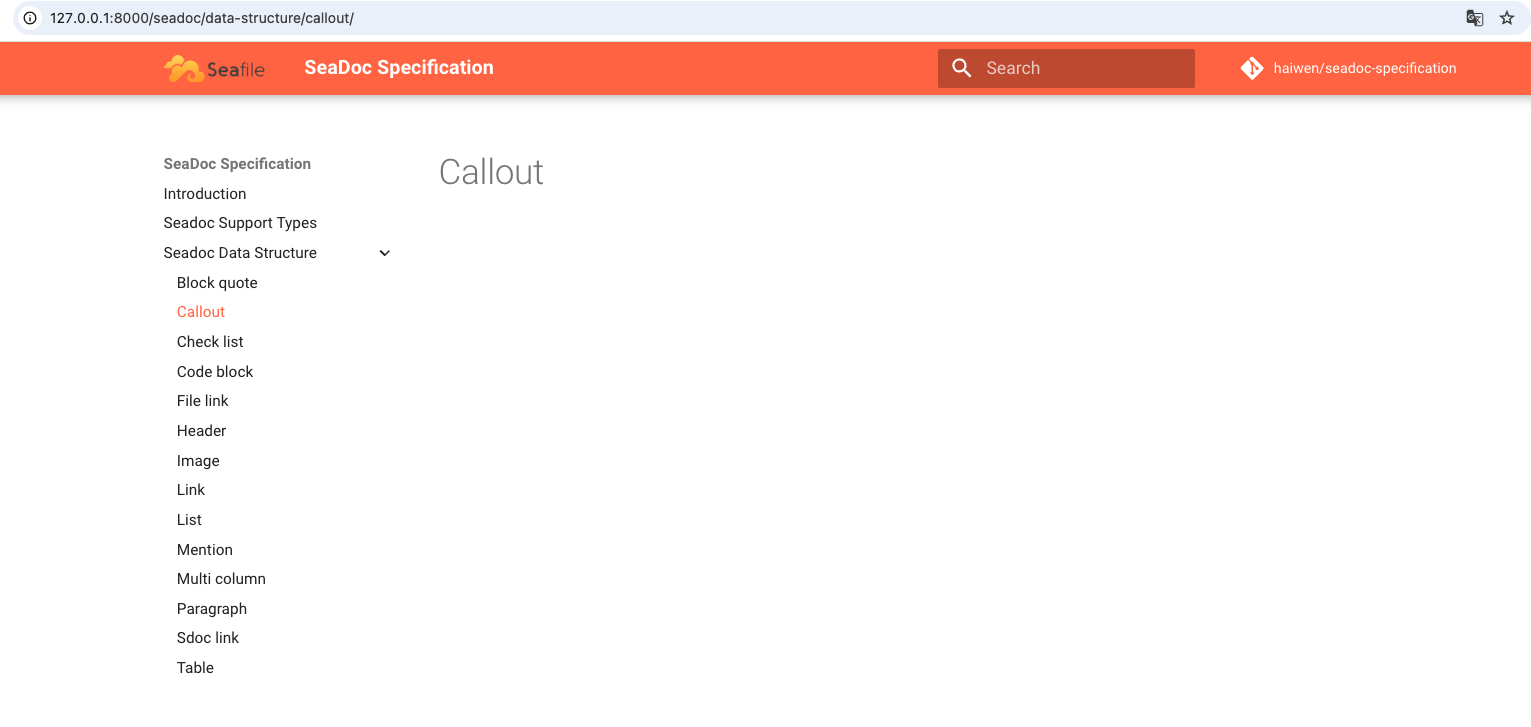 127.0.0.1:8000/seadoc/data-structure/callout/
Seafile
SeaDoc Specification
Search
haiwen/seadoc-specification
SeaDoc Specification
Introduction
Seadoc Support Types
Seadoc Data Structure
Block quote
Callout
Check list
Code block
File link
Header
Image
Link
List
Mention
Multi column
Paragraph
Sdoc link
Table
Callout